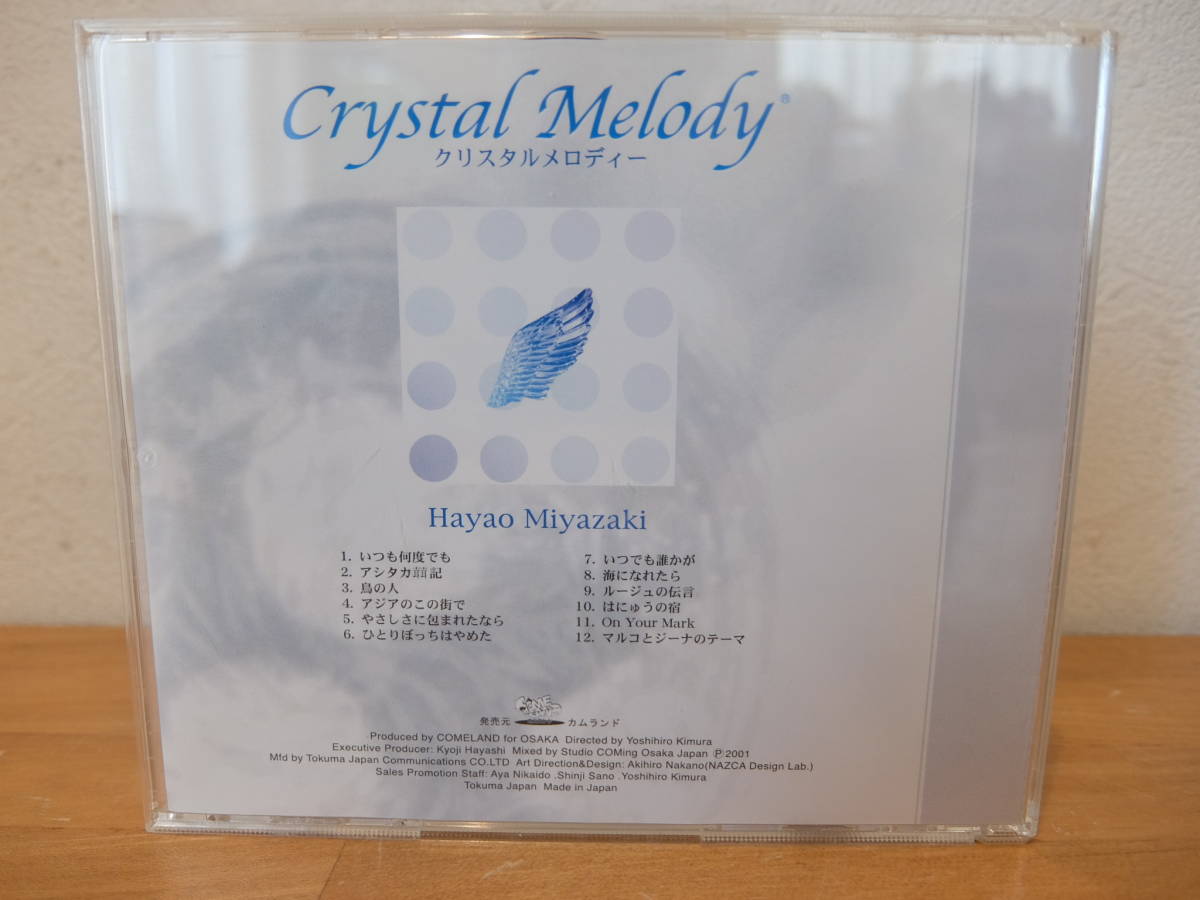 Crystal Melody®
クリスタルメロディー
Hayao Miyazaki
1. いつも何度でも
2. アシタカ𦻙記
3. 鳥の人
4. アジアのこの街で
5. やさしさに包まれたなら
6. ひとりぼっちはやめた
7. いつでも誰かが
8. 海になれたら
9. ルージュの伝言
10. はにゅうの宿
11. On Your Mark
12. マルコとジーナのテーマ
COME
発売元 カムランド
Produced by COMELAND for OSAKA Directed by Yoshihiro Kimura
Executive Producer: Kyoji Hayashi Mixed by Studio COMing Osaka Japan Ⓟ2001
Mfd by Tokuma Japan Communications CO.LTD Art Direction&Design: Akihiro Nakano(NAZCA Design Lab.)
Sales Promotion Staff: Aya Nikaido .Shinji Sano .Yoshihiro Kimura
Tokuma Japan Made in Japan